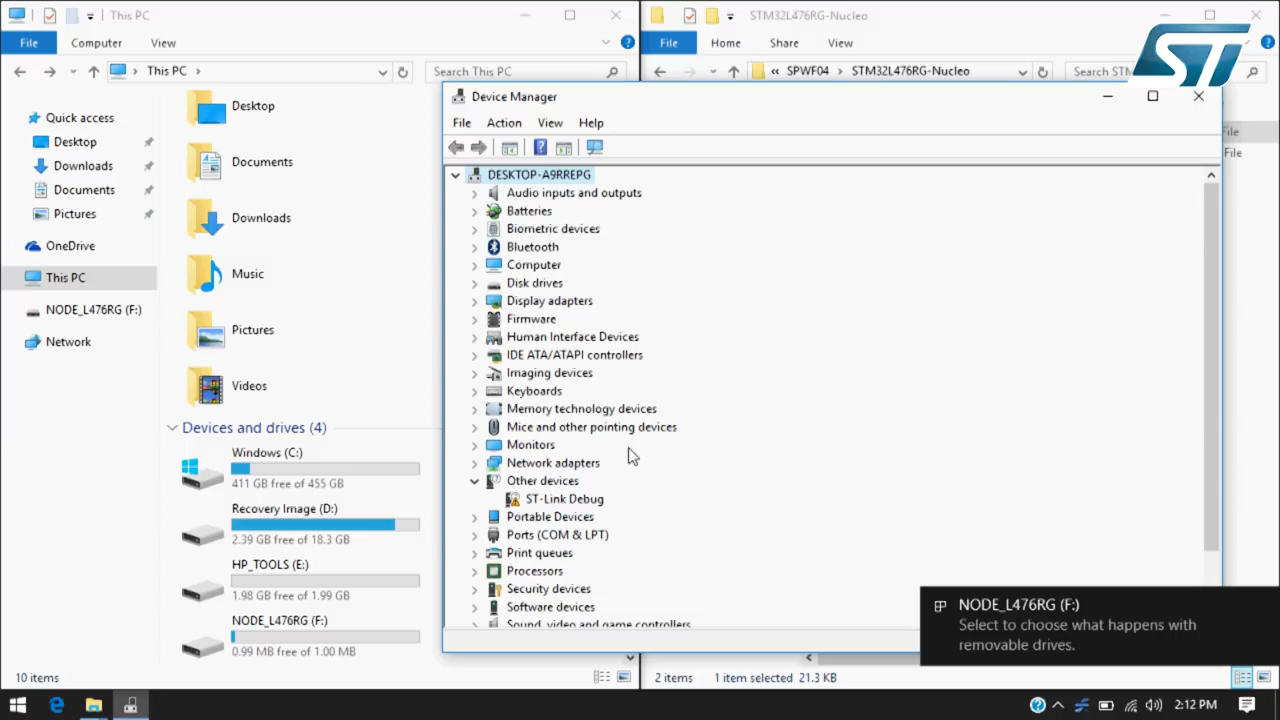 This PC
File
Computer
View
This PC
Search This PC
Quick access
Desktop
Downloads
Documents
Pictures
OneDrive
This PC
NODE_L476RG (F:)
Network
Desktop
Documents
Downloads
Music
Pictures
Videos
Devices and drives (4)
Windows (C:)
411 GB free of 455 GB
Recovery Image (D:)
2.39 GB free of 18.3 GB
HP_TOOLS (E:)
1.98 GB free of 1.99 GB
NODE_L476RG (F:)
0.99 MB free of 1.00 MB
10 items
STM32L476RG-Nucleo
File
Home
Share
View
« SPWF04 › STM32L476RG-Nucleo
Search STM
ST
File
File
Device Manager
File
Action
View
Help
DESKTOP-A9RREPG
Audio inputs and outputs
Batteries
Biometric devices
Bluetooth
Computer
Disk drives
Display adapters
Firmware
Human Interface Devices
IDE ATA/ATAPI controllers
Imaging devices
Keyboards
Memory technology devices
Mice and other pointing devices
Monitors
Network adapters
Other devices
ST-Link Debug
Portable Devices
Ports (COM & LPT)
Print queues
Processors
Security devices
Software devices
Sound, video and game controllers
NODE_L476RG (F:)
Select to choose what happens with
removable drives.
2 items
1 item selected 21.3 KB
2:12 PM